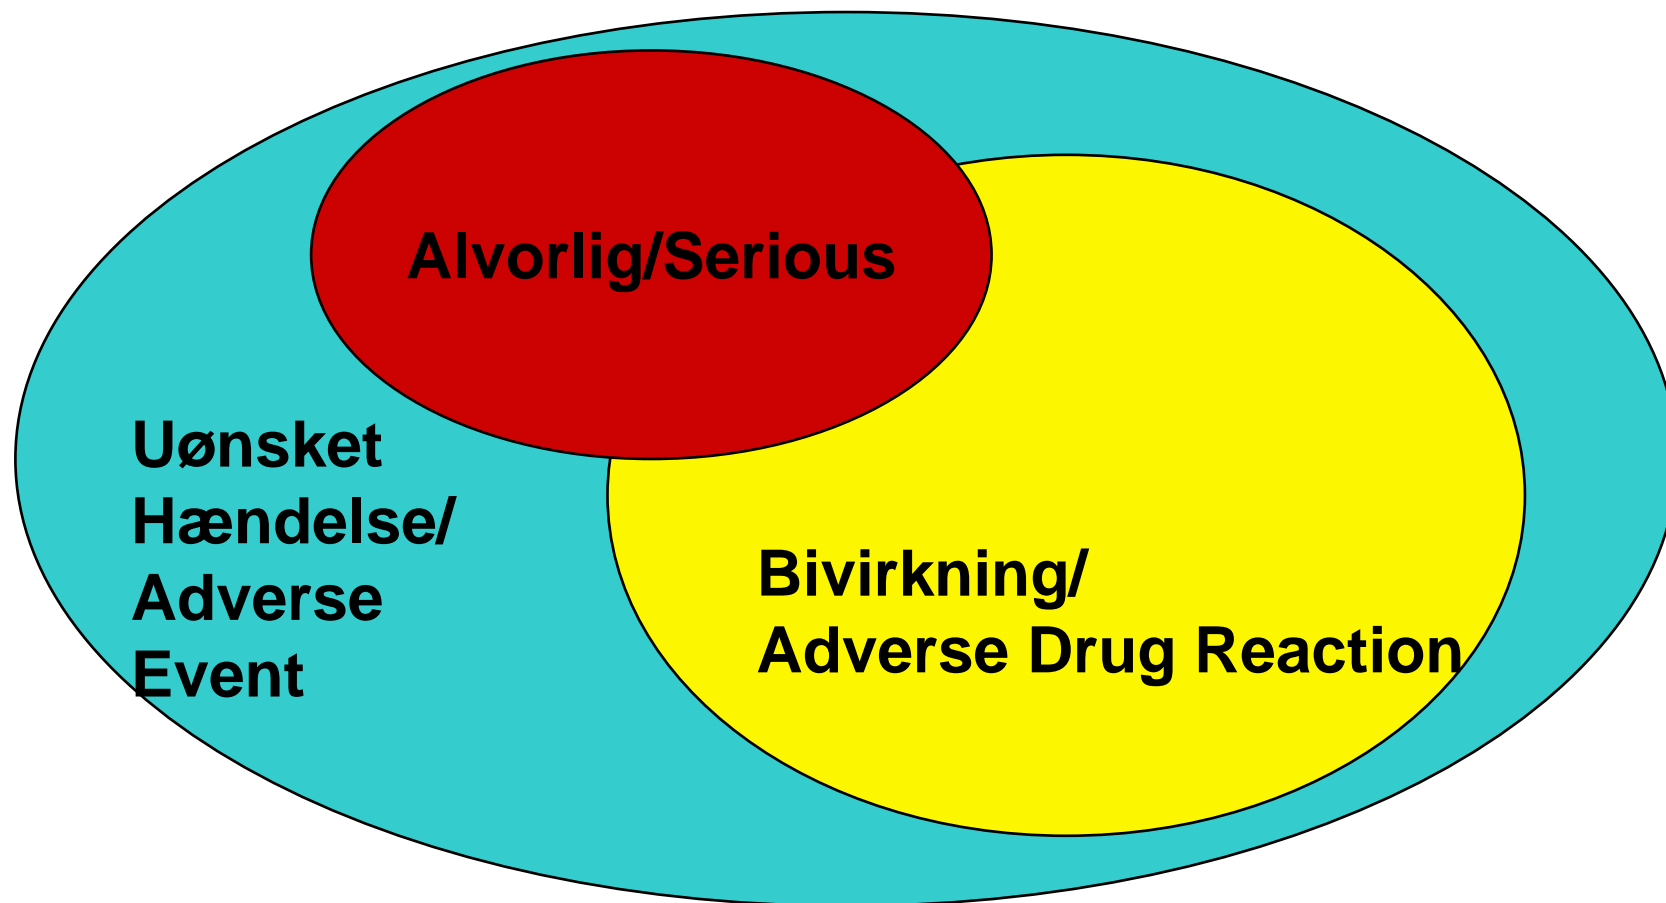 Alvorlig/Serious
Uønsket
Hændelse/
Adverse
Event
Bivirkning/
Adverse Drug Reaction